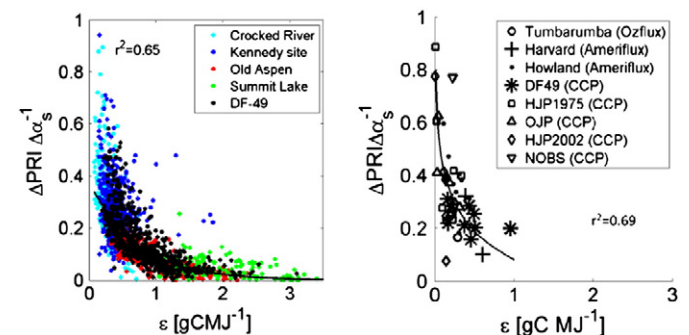 r²=0.65
Crocked River
Kennedy site
Old Aspen
Summit Lake
DF-49
1
0.8
0.6
0.4
0.2
0
ΔPRI Δα_s^-1
0 1 2 3
ε [gCMJ^-1]
Tumbarumba (Ozflux)
Harvard (Ameriflux)
Howland (Ameriflux)
DF49 (CCP)
HJP1975 (CCP)
OJP (CCP)
HJP2002 (CCP)
NOBS (CCP)
r²=0.69
1
0.8
0.6
0.4
0.2
0
ΔPRIΔα_s^-1
0 1 2 3
ε [gC MJ^-1]